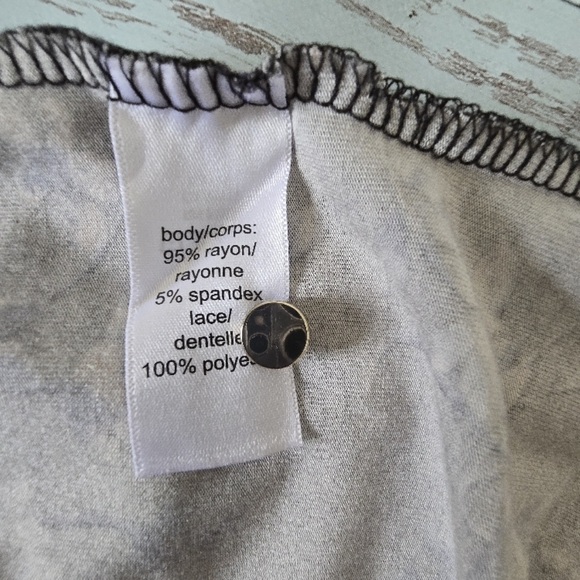 body/corps:
95% rayon/
rayonne
5% spandex
lace/
dentelle
100%